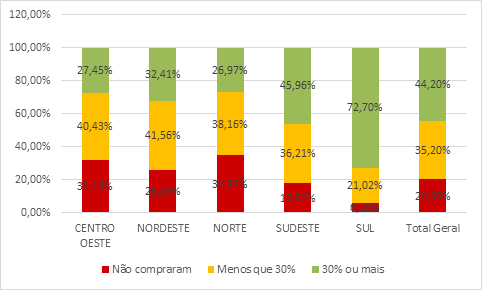 120,00%
100,00%
80,00%
60,00%
40,00%
20,00%
0,00%
27,45% 32,41% 26,97% 45,96% 72,70% 44,20%
40,43% 41,56% 38,16% 36,21% 21,02% 35,20%
CENTRO OESTE NORDESTE NORTE SUDESTE SUL Total Geral
Não compraram Menos que 30% 30% ou mais